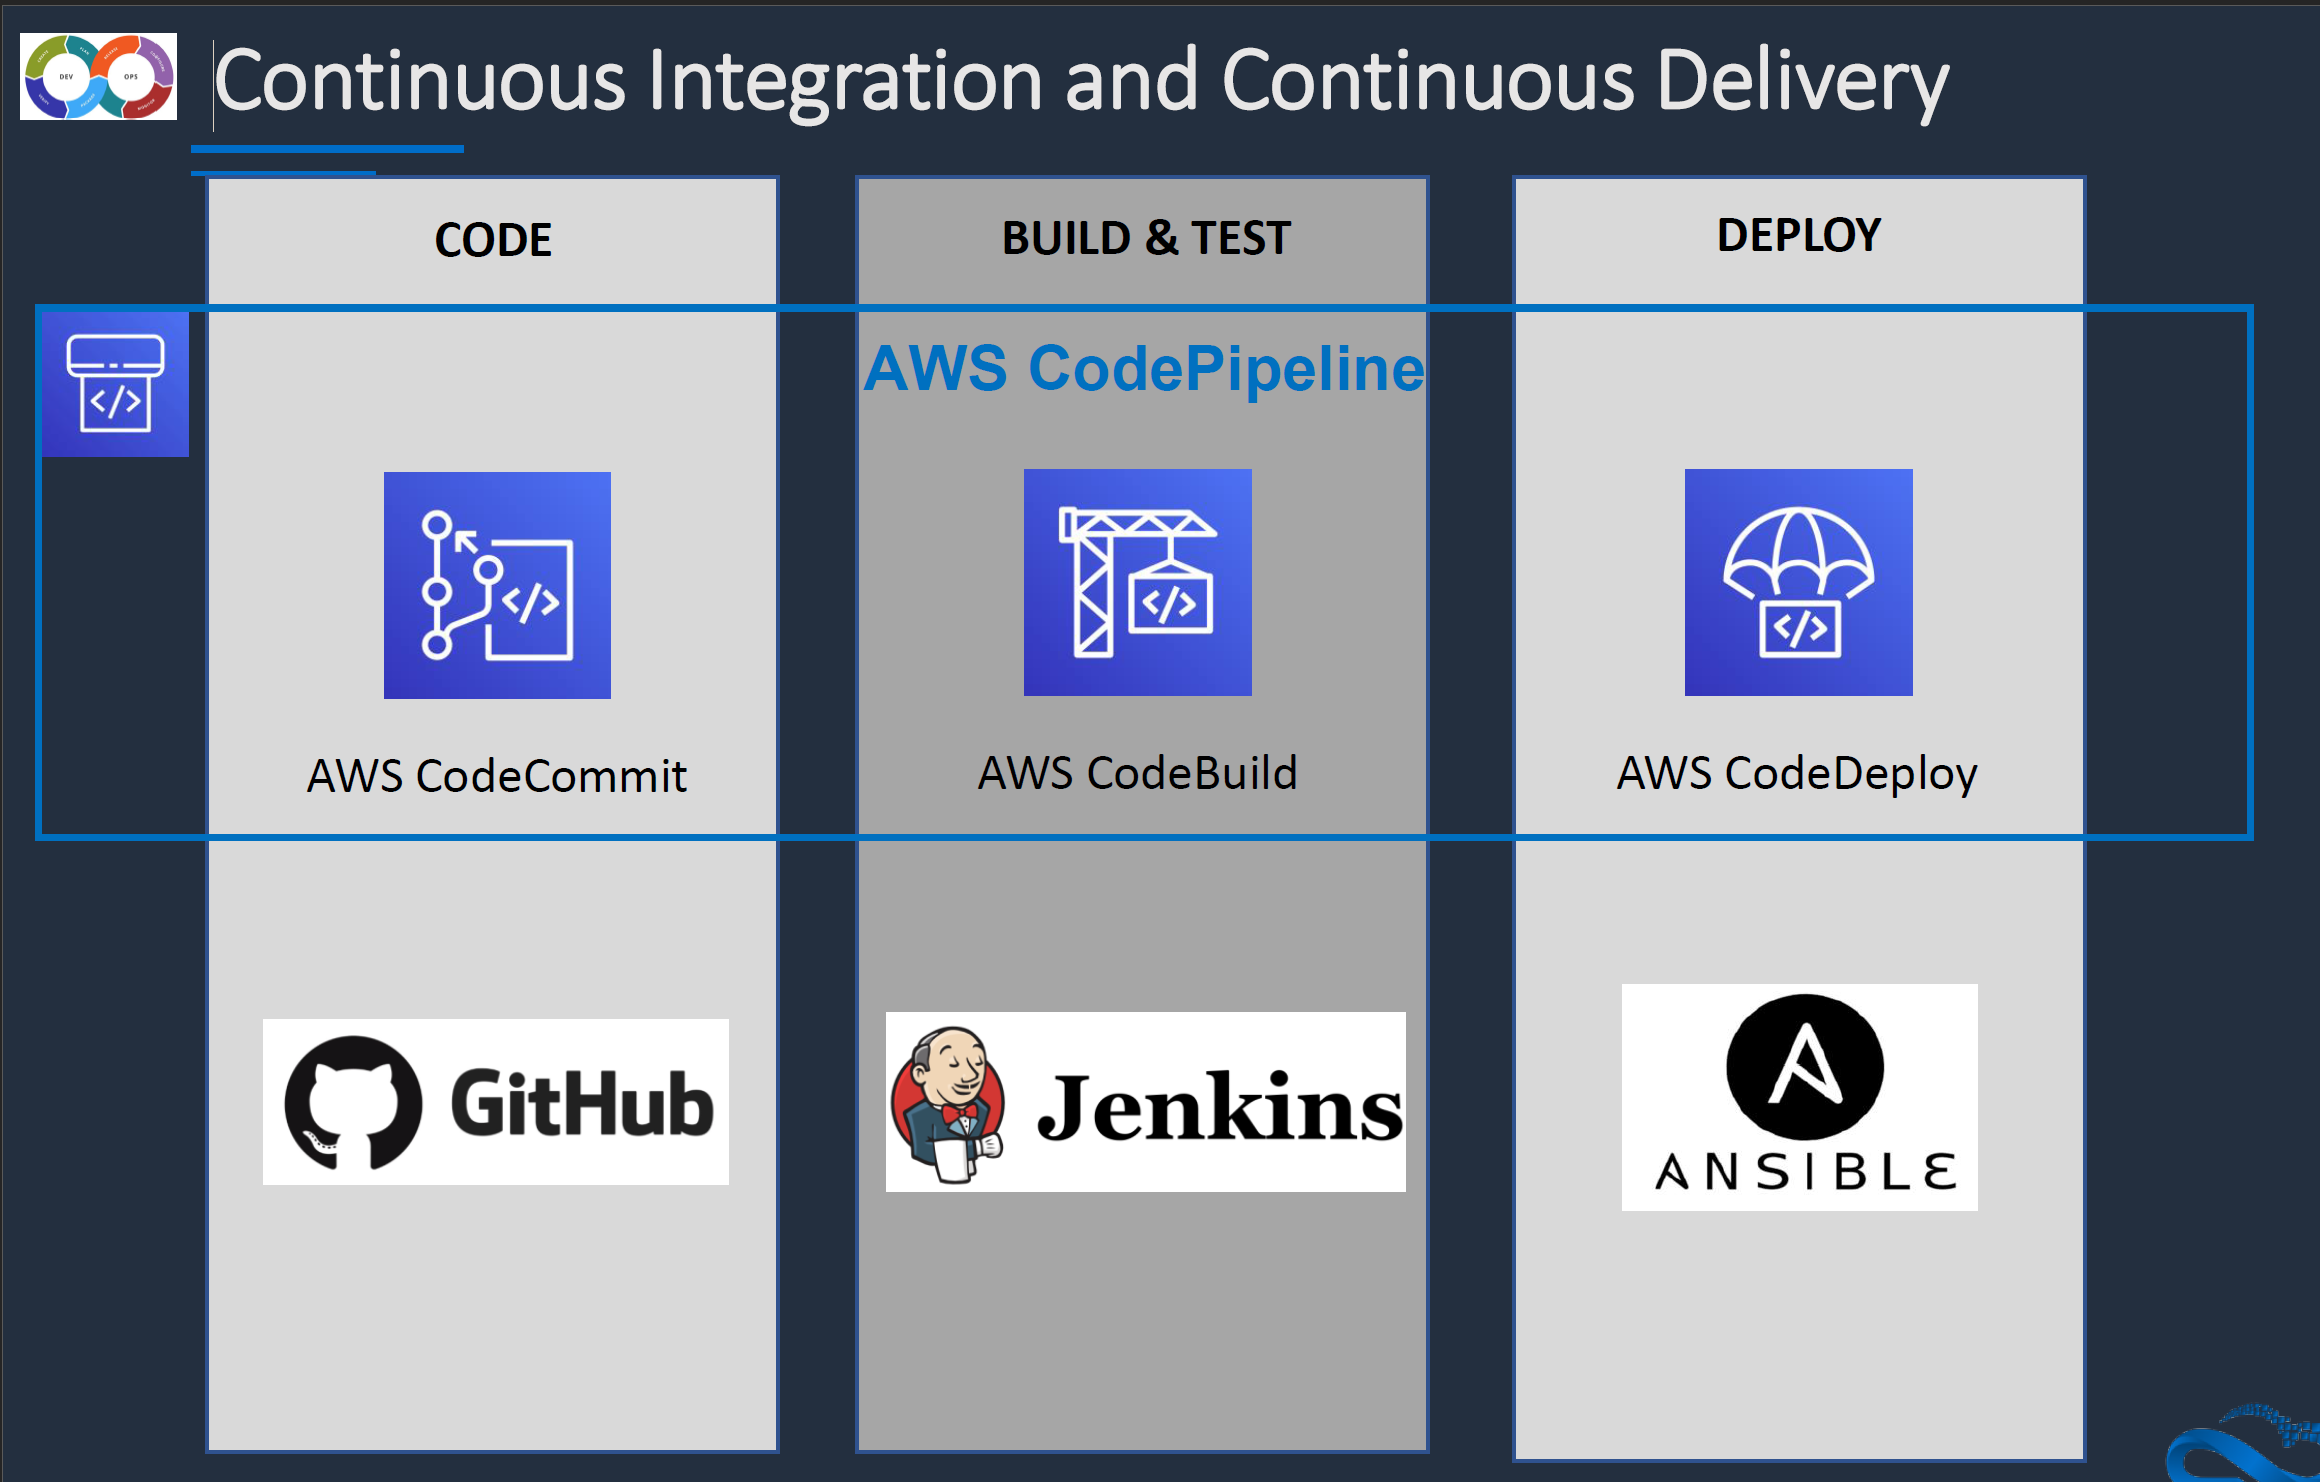 DEV
OPS
Continuous Integration and Continuous Delivery
CODE
BUILD & TEST
DEPLOY
AWS CodePipeline
</>
</>
</>
</>
AWS CodeCommit
AWS CodeBuild
AWS CodeDeploy
GitHub
Jenkins
ANSIBLE